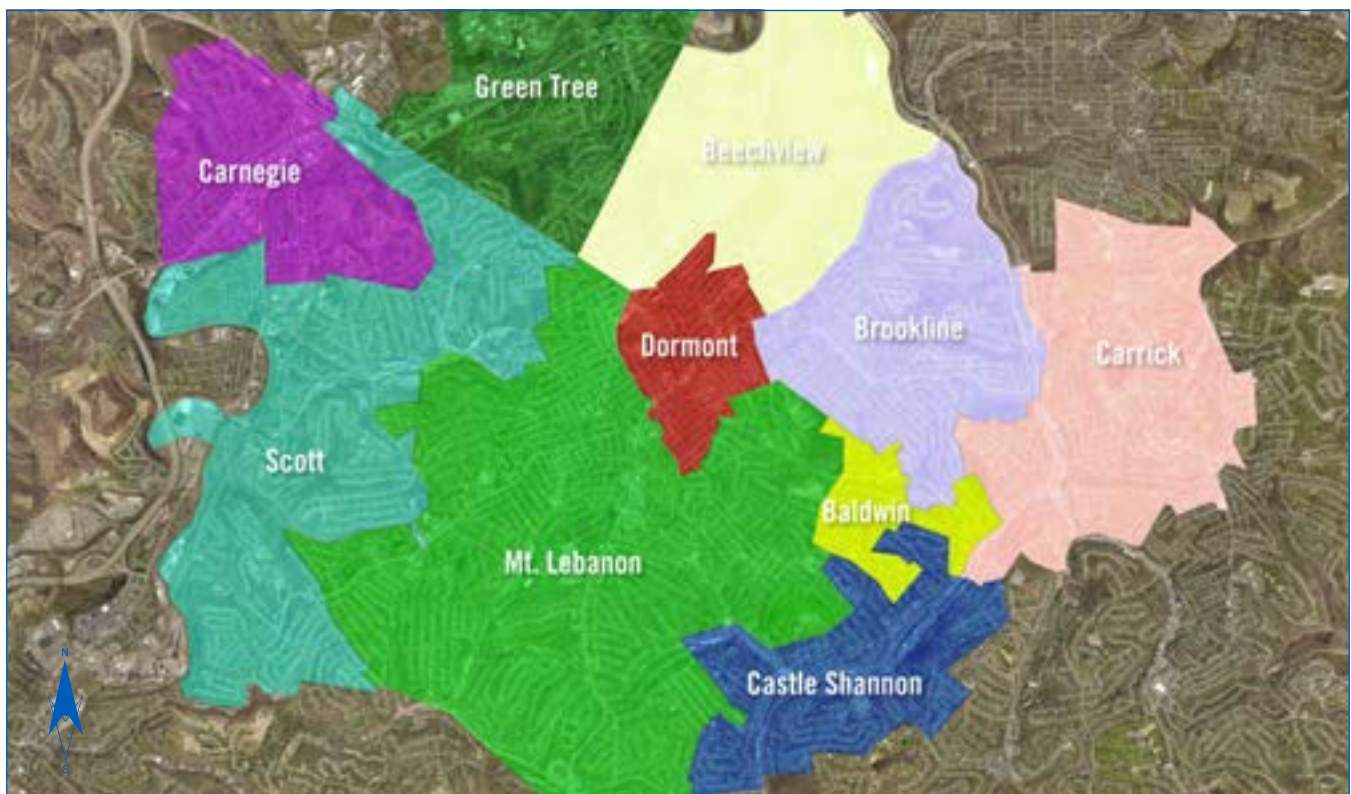 Green Tree
Beechview
Carnegie
Brookline
Dormont
Carrick
Scott
Baldwin
Mt. Lebanon
Castle Shannon
N
S